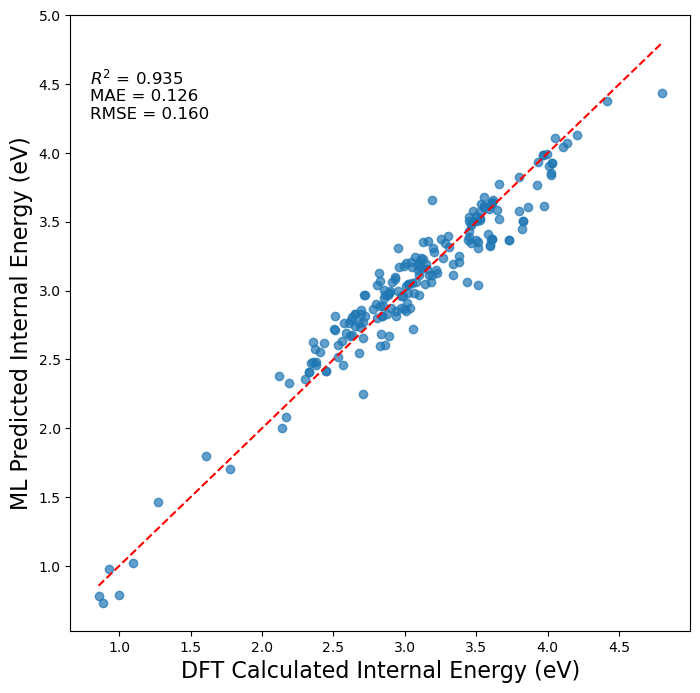 5.0
4.5
4.0
3.5
3.0
2.5
2.0
1.5
1.0
ML Predicted Internal Energy (eV)
R² = 0.935
MAE = 0.126
RMSE = 0.160
1.0 1.5 2.0 2.5 3.0 3.5 4.0 4.5
DFT Calculated Internal Energy (eV)